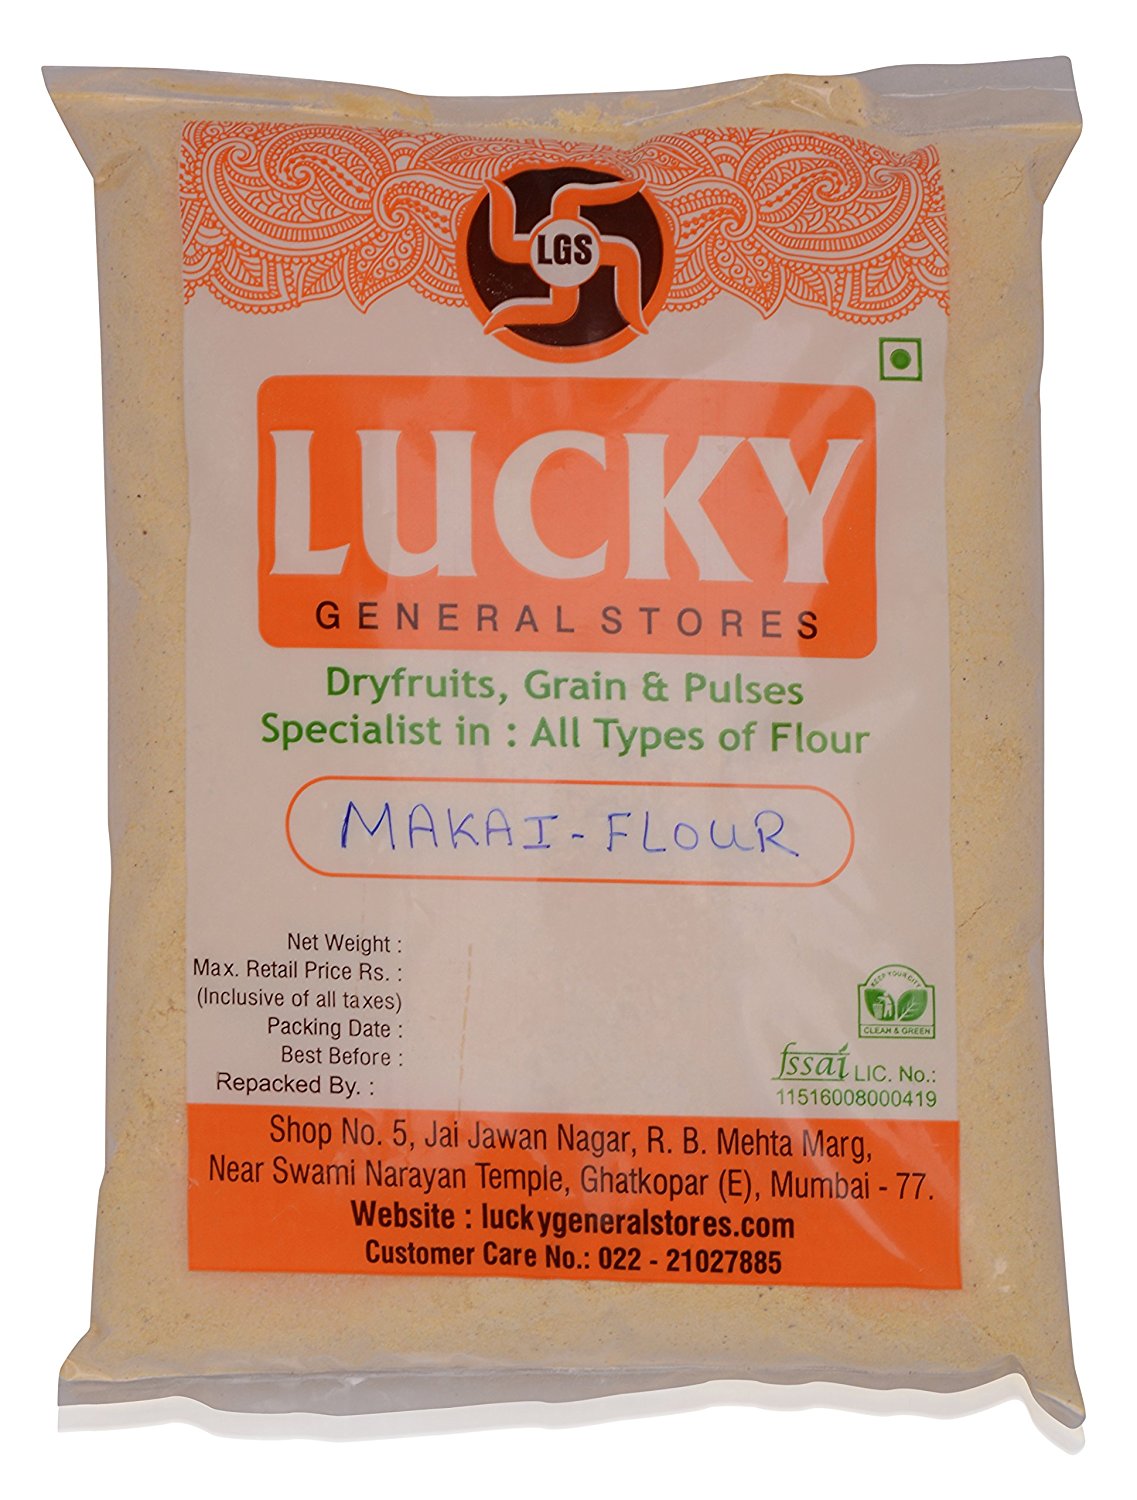 LGS
LUCKY
GENERAL STORES
Dryfruits, Grain & Pulses
Specialist in : All Types of Flour
MAKAI - FLOUR
Net Weight :
Max. Retail Price Rs. :
(Inclusive of all taxes)
Packing Date :
Best Before :
Repacked By. :
KEEP YOUR CITY
CLEAN & GREEN
fssai LIC. No.:
11516008000419
Shop No. 5, Jai Jawan Nagar, R. B. Mehta Marg,
Near Swami Narayan Temple, Ghatkopar (E), Mumbai - 77.
Website : luckygeneralstores.com
Customer Care No.: 022 - 21027885